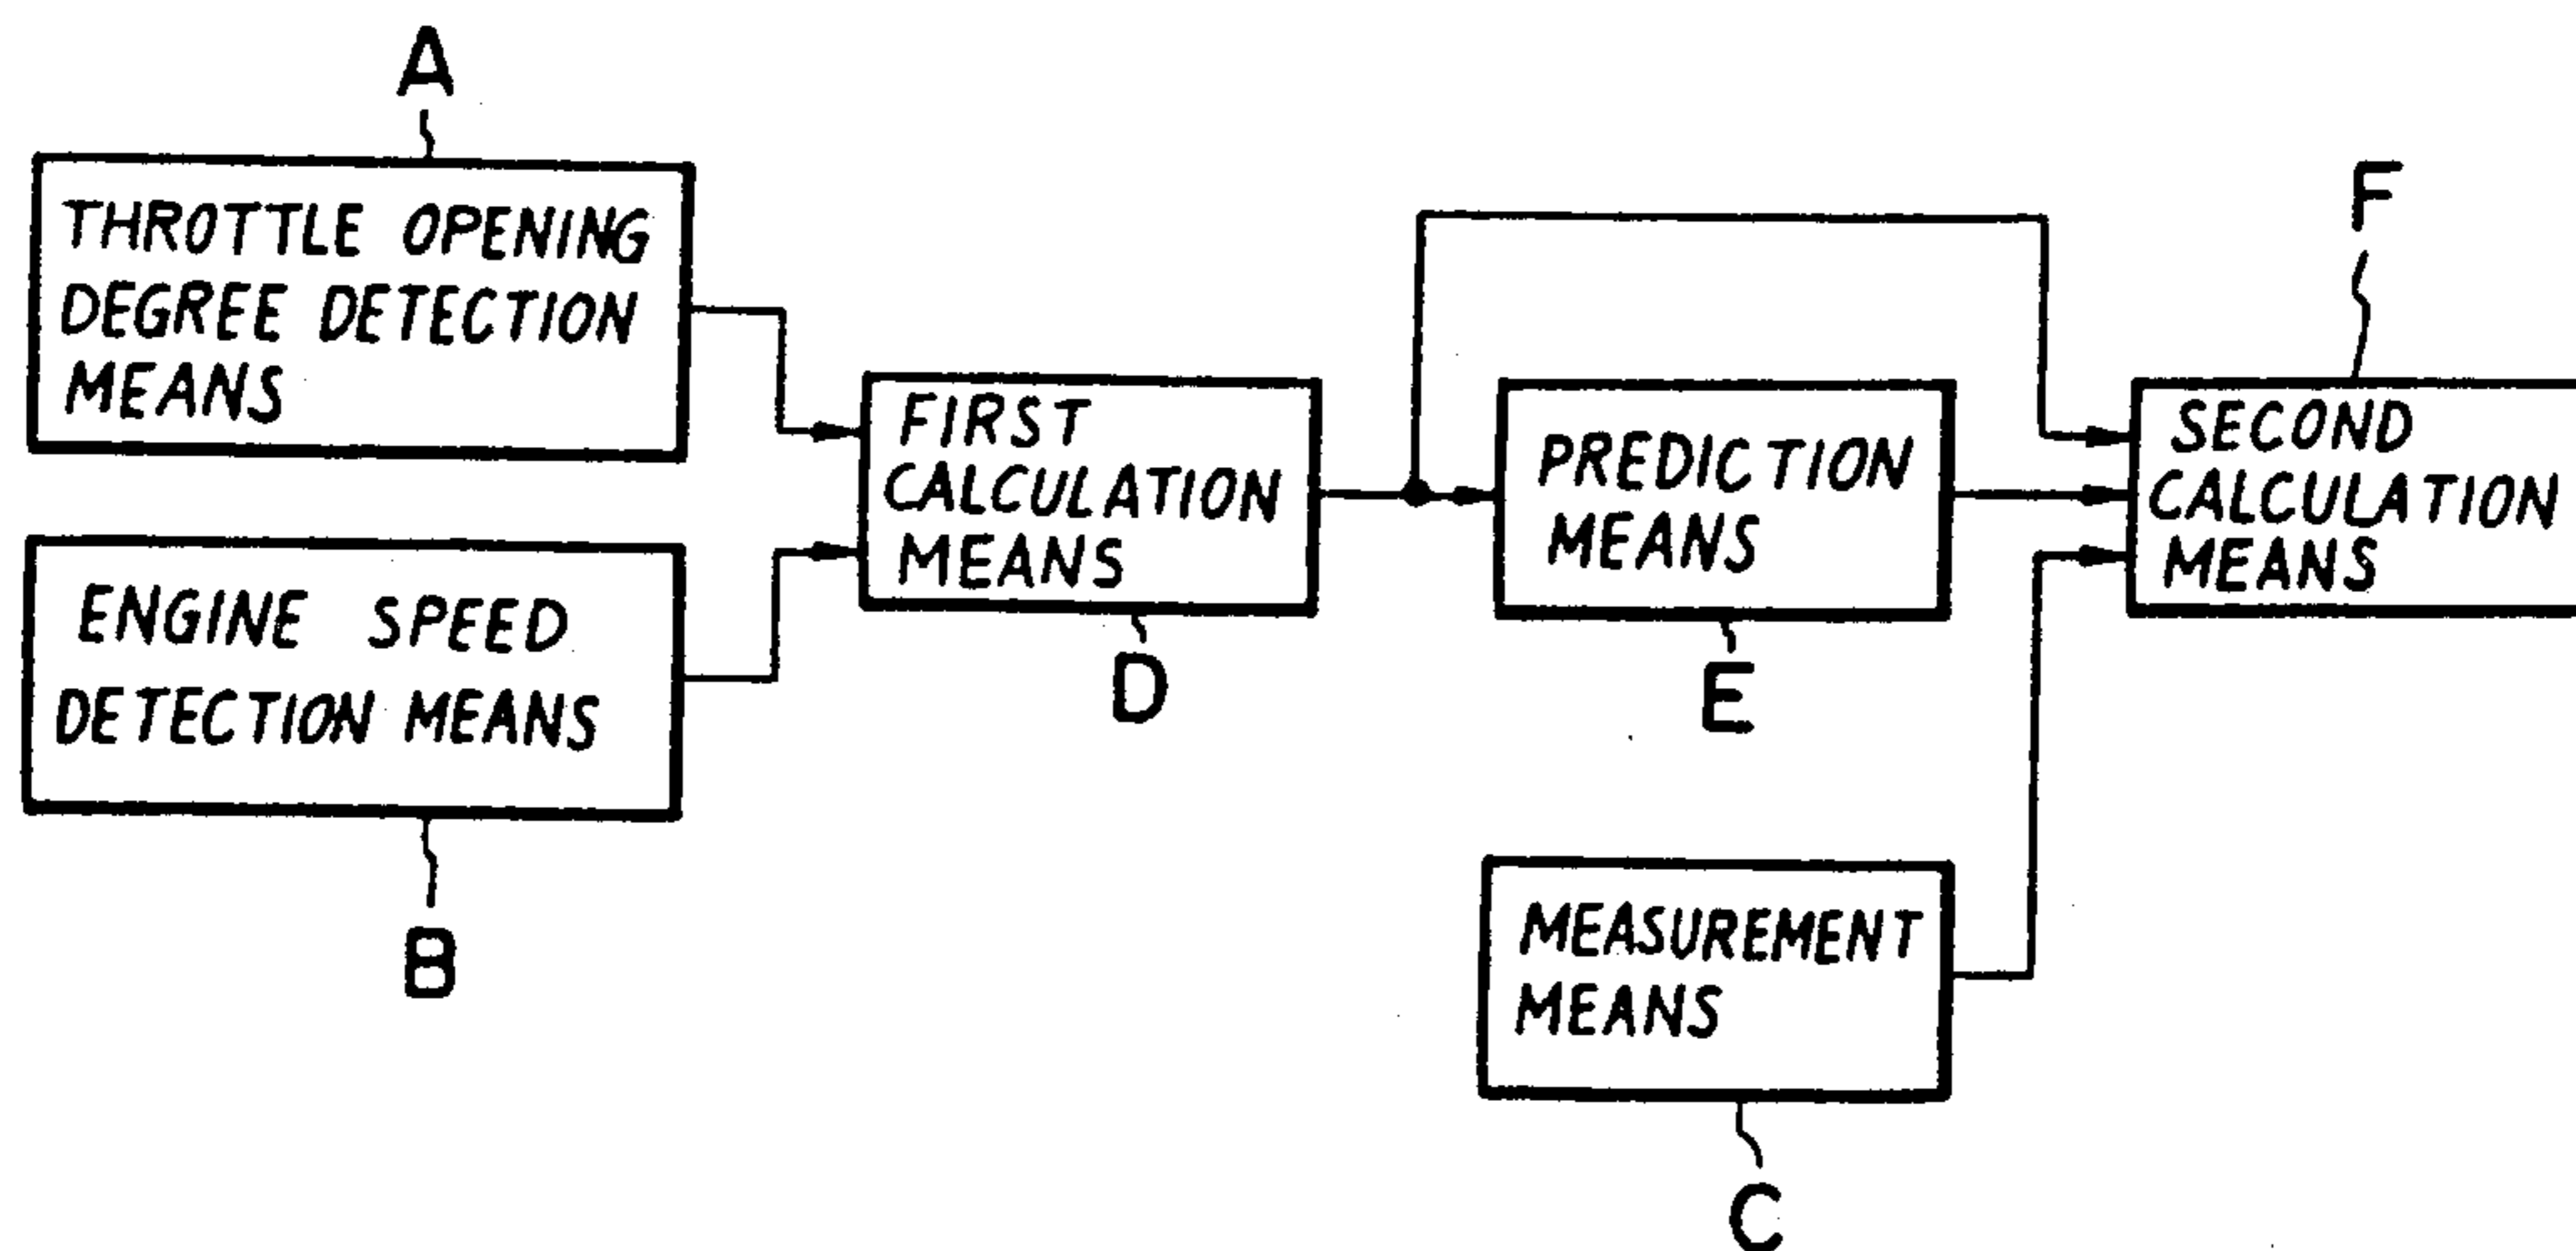 A
THROTTLE OPENING
DEGREE DETECTION
MEANS
ENGINE SPEED
DETECTION MEANS
B
FIRST
CALCULATION
MEANS
D
PREDICTION
MEANS
E
MEASUREMENT
MEANS
C
F
SECOND
CALCULATION
MEANS